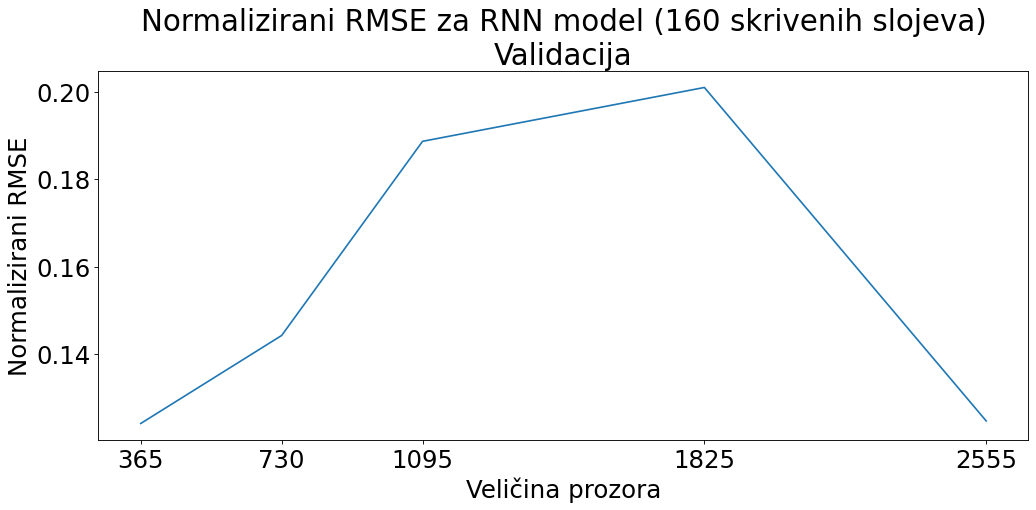 Normalizirani RMSE za RNN model (160 skrivenih slojeva)
Validacija
Normalizirani RMSE
0.20
0.18
0.16
0.14
365 730 1095 1825 2555
Veličina prozora